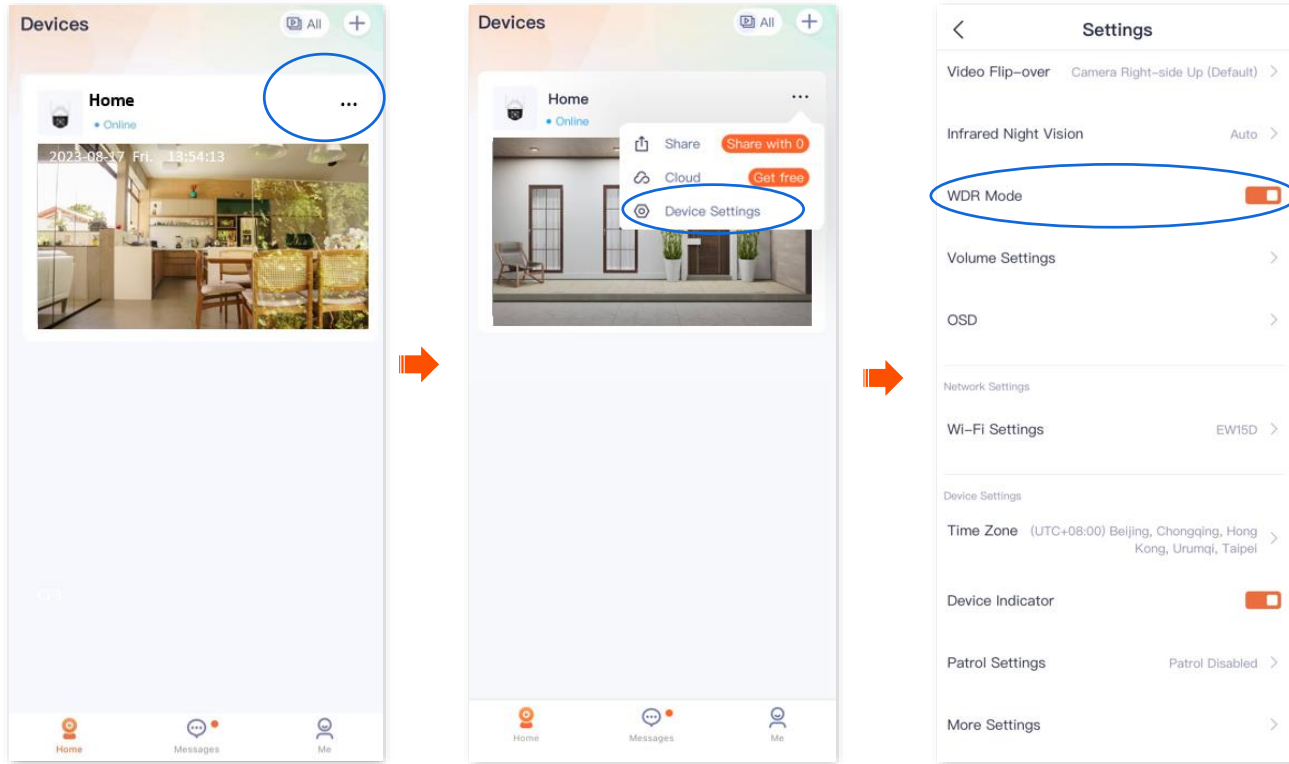 Devices
All
Home
...
Online
2023-08-17 Fri. 13:54:13
Home
Messages
Me
Devices
All
Home
...
Online
Share Share with 0
Cloud Get free
Device Settings
Home
Messages
Me
Settings
Video Flip-over Camera Right-side Up (Default)
Infrared Night Vision Auto
WDR Mode
Volume Settings
OSD
Network Settings
Wi-Fi Settings EW15D
Device Settings
Time Zone (UTC+08:00) Beijing, Chongqing, Hong
Kong, Urumqi, Taipei
Device Indicator
Patrol Settings Patrol Disabled
More Settings